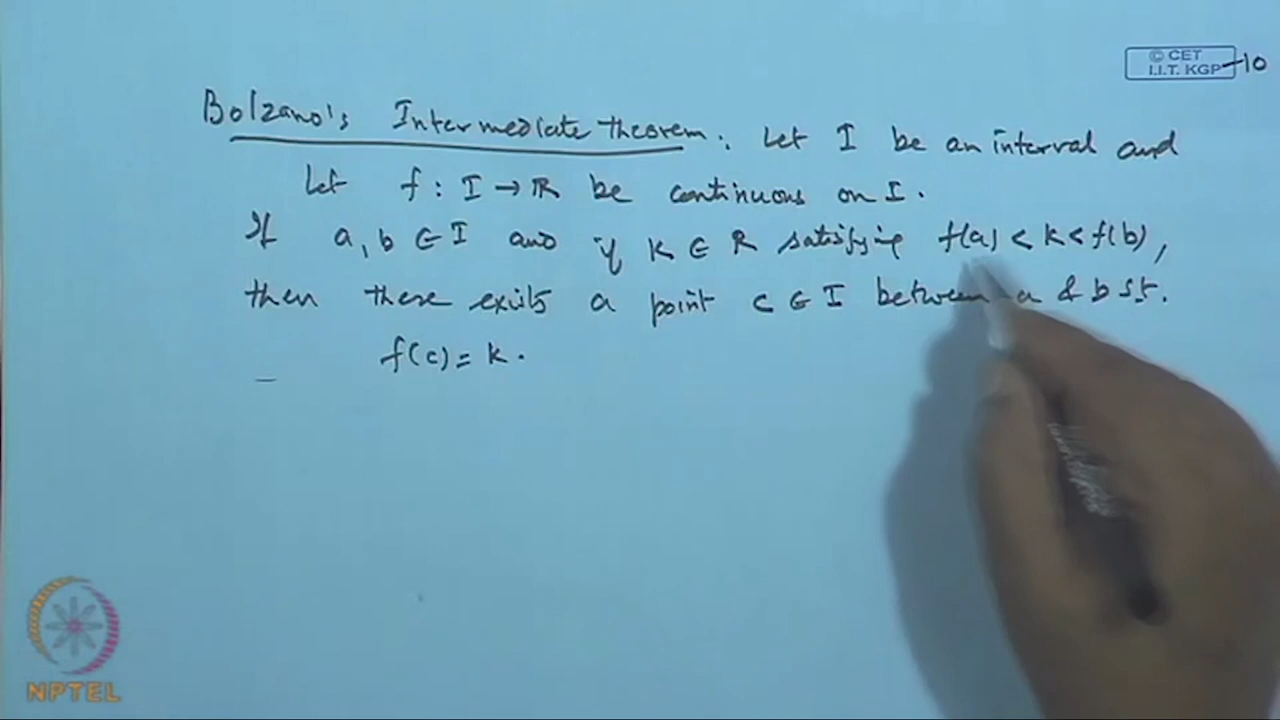 © CET
I.I.T. KGP
-10
Bolzano's Intermediate theorem. Let I be an interval and
Let f : I → R be continuous on I.
If a, b ∈ I and if k ∈ R satisfying f(a) < k < f(b),
then there exits a point c ∈ I between a & b s.t.
f(c) = k.
NPTEL